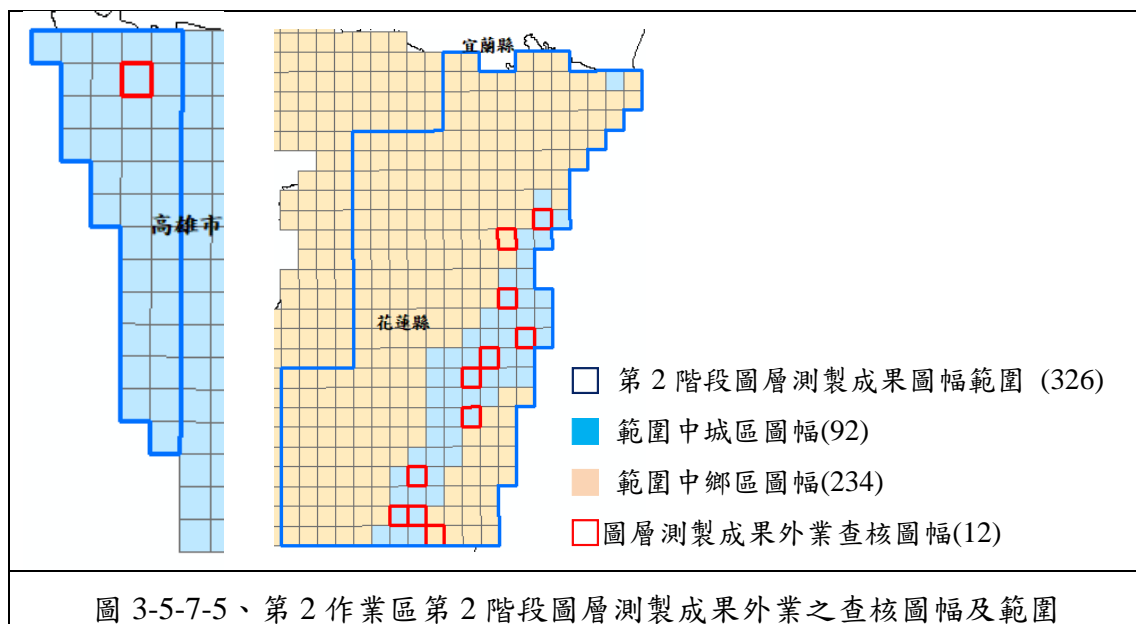 宜蘭縣
高雄市
花蓮縣
第 2 階段圖層測製成果圖幅範圍 (326)
範圍中城區圖幅(92)
範圍中鄉區圖幅(234)
圖層測製成果外業查核圖幅(12)
圖 3-5-7-5、第 2 作業區第 2 階段圖層測製成果外業之查核圖幅及範圍